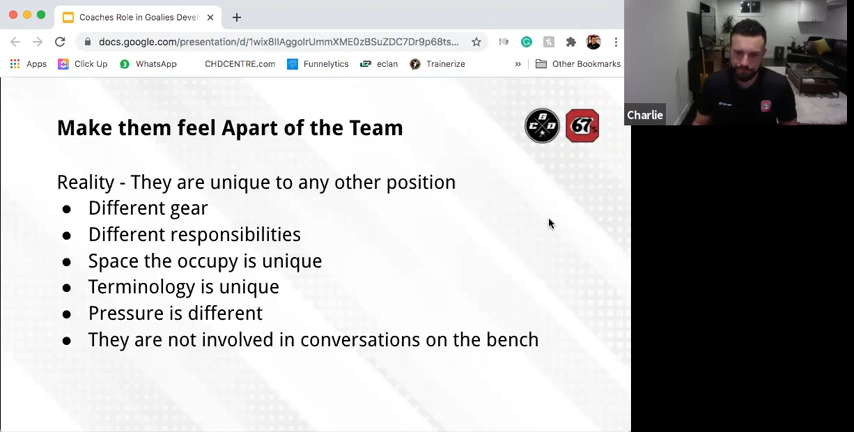 Coaches Role in Goalies Devel
docs.google.com/presentation/d/1wix8IIAggolrUmmXME0zBSuZDC7Dr9p68ts...
Apps Click Up WhatsApp CHDCENTRE.com Funnelytics eclan Trainerize » Other Bookmarks
Charlie
Make them feel Apart of the Team
B
C D
67's
Reality - They are unique to any other position
● Different gear
● Different responsibilities
● Space the occupy is unique
● Terminology is unique
● Pressure is different
● They are not involved in conversations on the bench